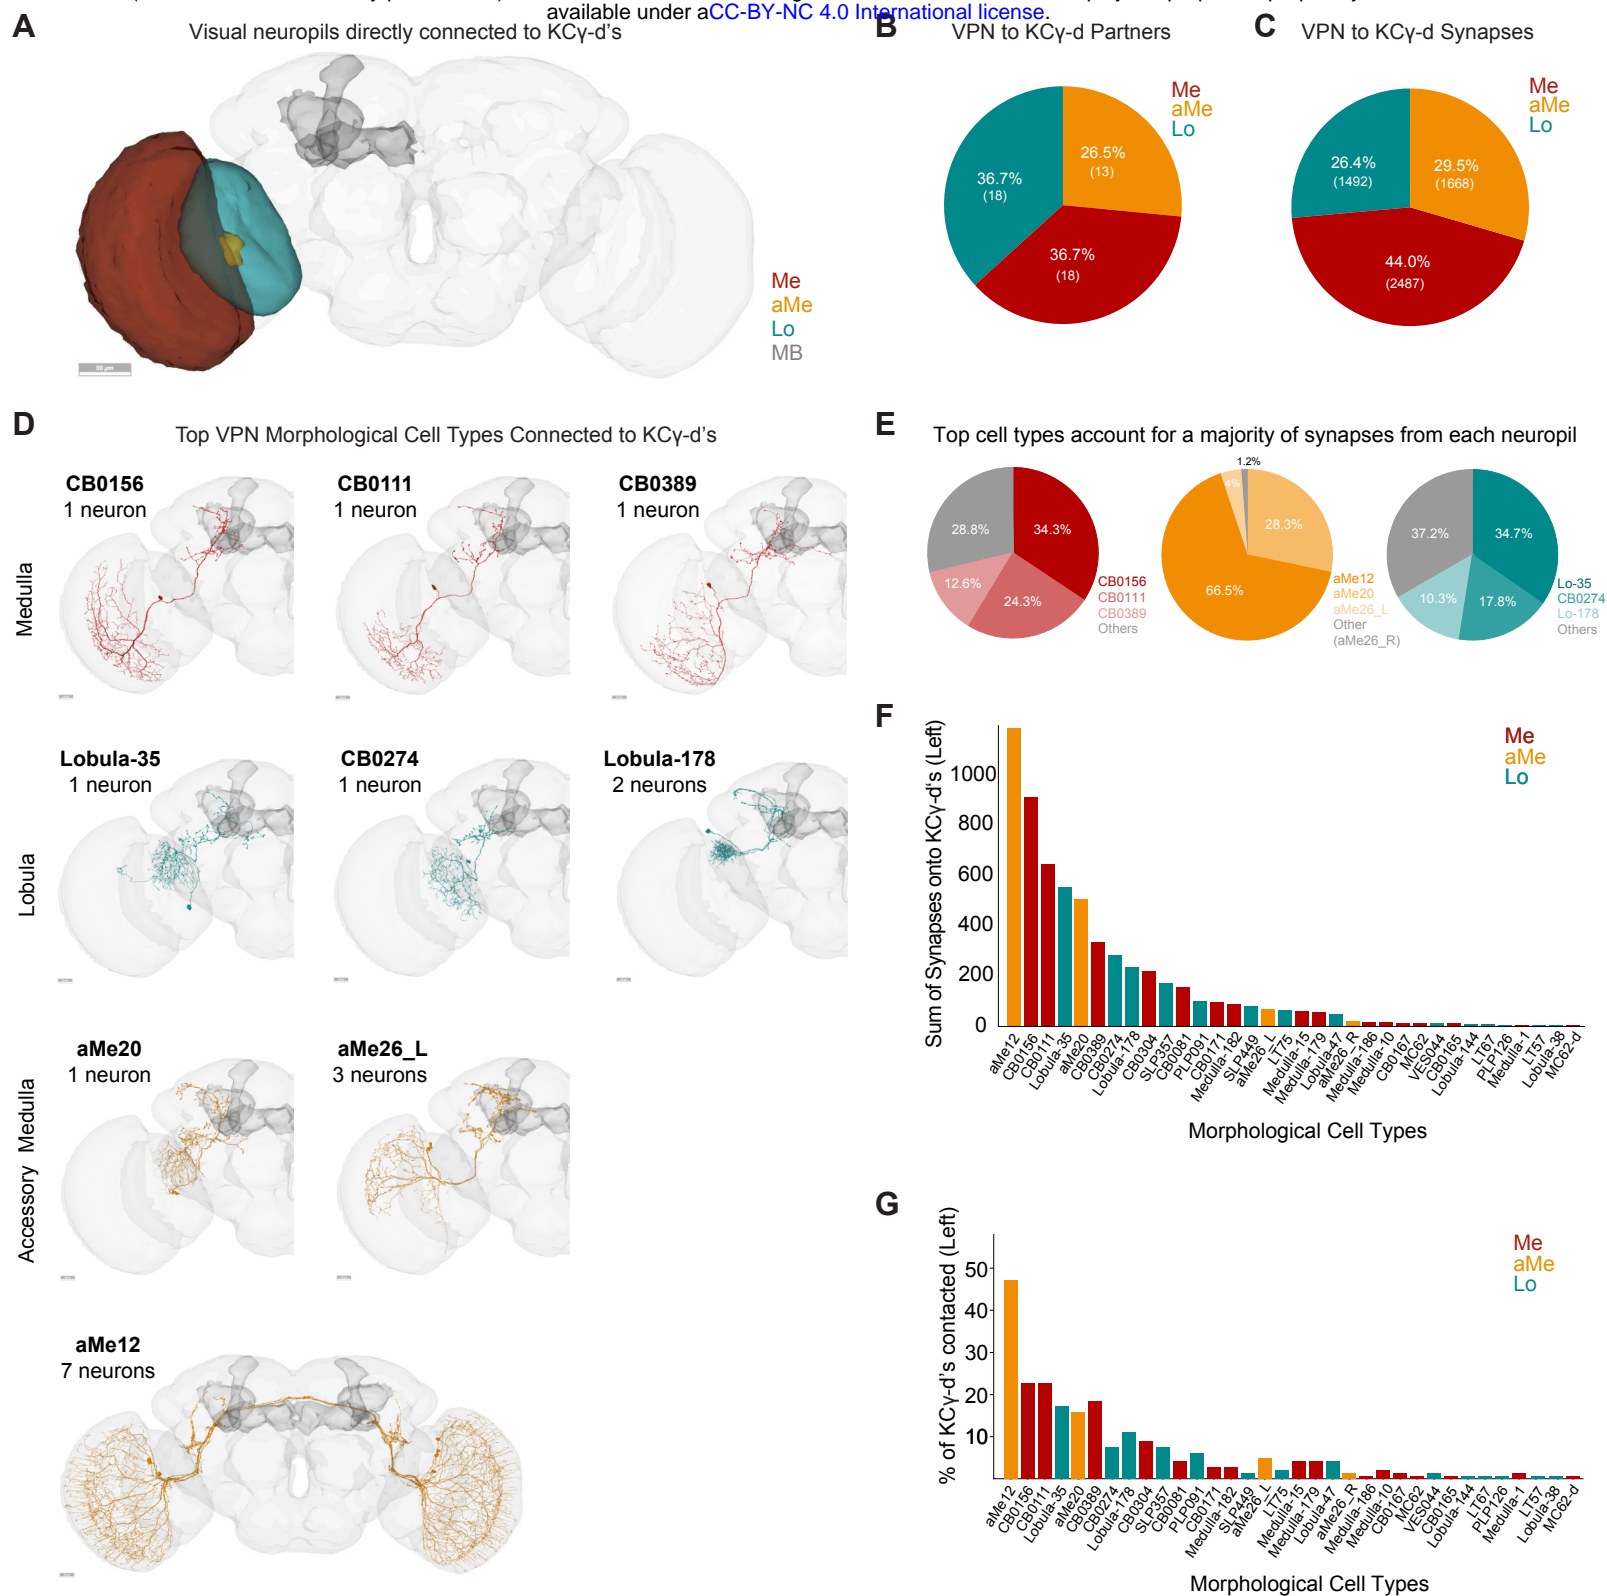 available under aCC-BY-NC 4.0 International license.
A
Visual neuropils directly connected to KCγ-d's
Me
aMe
Lo
MB
50 µm
B
VPN to KCγ-d Partners
Me
aMe
Lo
26.5%
(13)
36.7%
(18)
36.7%
(18)
C
VPN to KCγ-d Synapses
Me
aMe
Lo
26.4%
(1492)
29.5%
(1668)
44.0%
(2487)
D
Top VPN Morphological Cell Types Connected to KCγ-d's
Medulla
CB0156
1 neuron
CB0111
1 neuron
CB0389
1 neuron
Lobula
Lobula-35
1 neuron
CB0274
1 neuron
Lobula-178
2 neurons
Accessory Medulla
aMe20
1 neuron
aMe26_L
3 neurons
aMe12
7 neurons
E
Top cell types account for a majority of synapses from each neuropil
28.8%
34.3%
12.6%
24.3%
CB0156
CB0111
CB0389
Others
1.2%
4%
28.3%
66.5%
aMe12
aMe20
aMe26_L
Other
(aMe26_R)
37.2%
34.7%
10.3%
17.8%
Lo-35
CB0274
Lo-178
Others
F
Sum of Synapses onto KCγ-d's (Left)
1000
800
600
400
200
0
Me
aMe
Lo
aMe12
CB0156
CB0111
Lobula-35
aMe20
CB0389
CB0274
Lobula-178
CB0304
SLP357
CB0081
PLP091
CB0171
Medulla-182
SLP449
aMe26_L
LT75
Medulla-15
Medulla-179
Lobula-47
aMe26_R
Medulla-186
Medulla-10
CB0167
MC62
VES044
CB0165
Lobula-144
LT67
PLP126
Medulla-1
LT57
Lobula-38
MC62-d
Morphological Cell Types
G
% of KCγ-d's contacted (Left)
50
40
30
20
10
Me
aMe
Lo
aMe12
CB0156
CB0111
Lobula-35
aMe20
CB0389
CB0274
Lobula-178
CB0304
SLP357
CB0081
PLP091
CB0171
Medulla-182
SLP449
aMe26_L
LT75
Medulla-15
Medulla-179
Lobula-47
aMe26_R
Medulla-186
Medulla-10
CB0167
MC62
VES044
CB0165
Lobula-144
LT67
PLP126
Medulla-1
LT57
Lobula-38
MC62-d
Morphological Cell Types